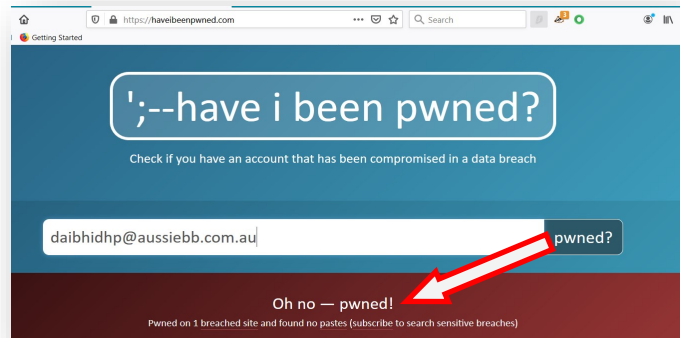 https://haveibeenpwned.com
Search
3
Getting Started
';--have i been pwned?
Check if you have an account that has been compromised in a data breach
daibhidhp@aussiebb.com.au
pwned?
Oh no — pwned!
Pwned on 1 breached site and found no pastes (subscribe to search sensitive breaches)